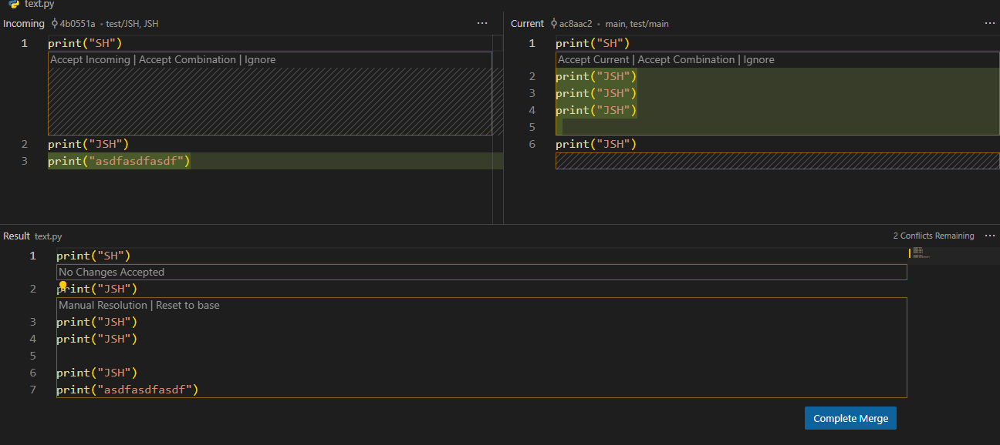 text.py
Incoming 4b0551a • test/JSH, JSH ...
1 print("SH")
Accept Incoming | Accept Combination | Ignore
2 print("JSH")
3 print("asdfasdfasdf")
Current ac8aac2 • main, test/main ...
1 print("SH")
Accept Current | Accept Combination | Ignore
2 print("JSH")
3 print("JSH")
4 print("JSH")
5
6 print("JSH")
Result text.py 2 Conflicts Remaining ...
1 print("SH")
No Changes Accepted
2 print("JSH")
Manual Resolution | Reset to base
3 print("JSH")
4 print("JSH")
5
6 print("JSH")
7 print("asdfasdfasdf")
Complete Merge